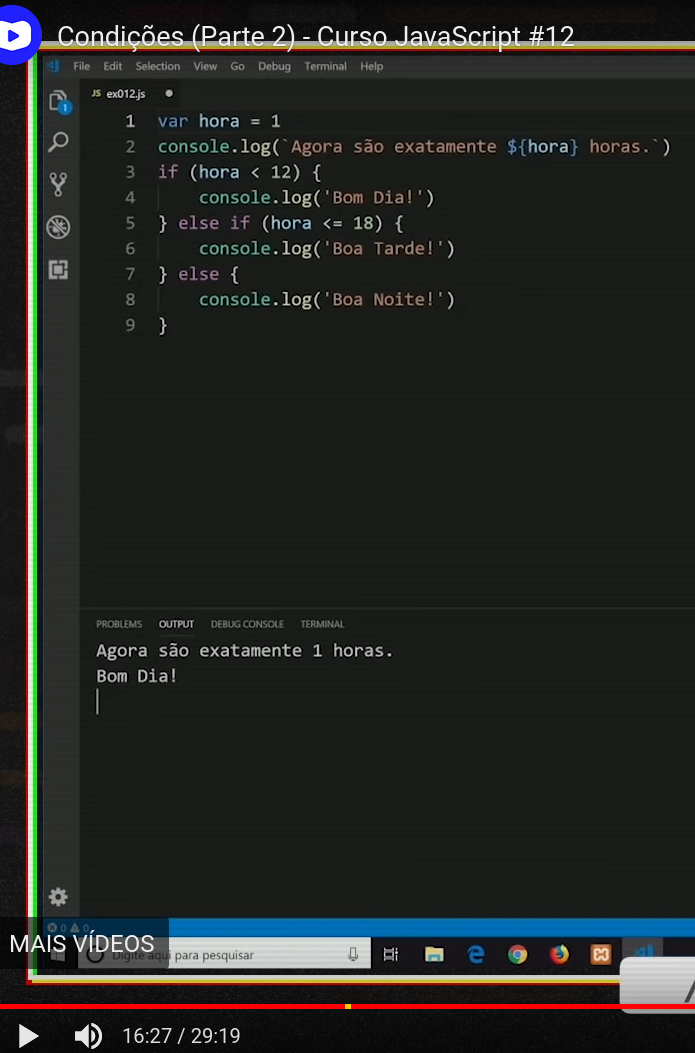 Condições (Parte 2) - Curso JavaScript #12
File Edit Selection View Go Debug Terminal Help
JS ex012.js
1
1 var hora = 1
2 console.log(`Agora são exatamente ${hora} horas.`)
3 if (hora < 12) {
4 console.log('Bom Dia!')
5 } else if (hora <= 18) {
6 console.log('Boa Tarde!')
7 } else {
8 console.log('Boa Noite!')
9 }
PROBLEMS OUTPUT DEBUG CONSOLE TERMINAL
Agora são exatamente 1 horas.
Bom Dia!
0 0
MAIS VÍDEOS
Digite aqui para pesquisar
16:27 / 29:19